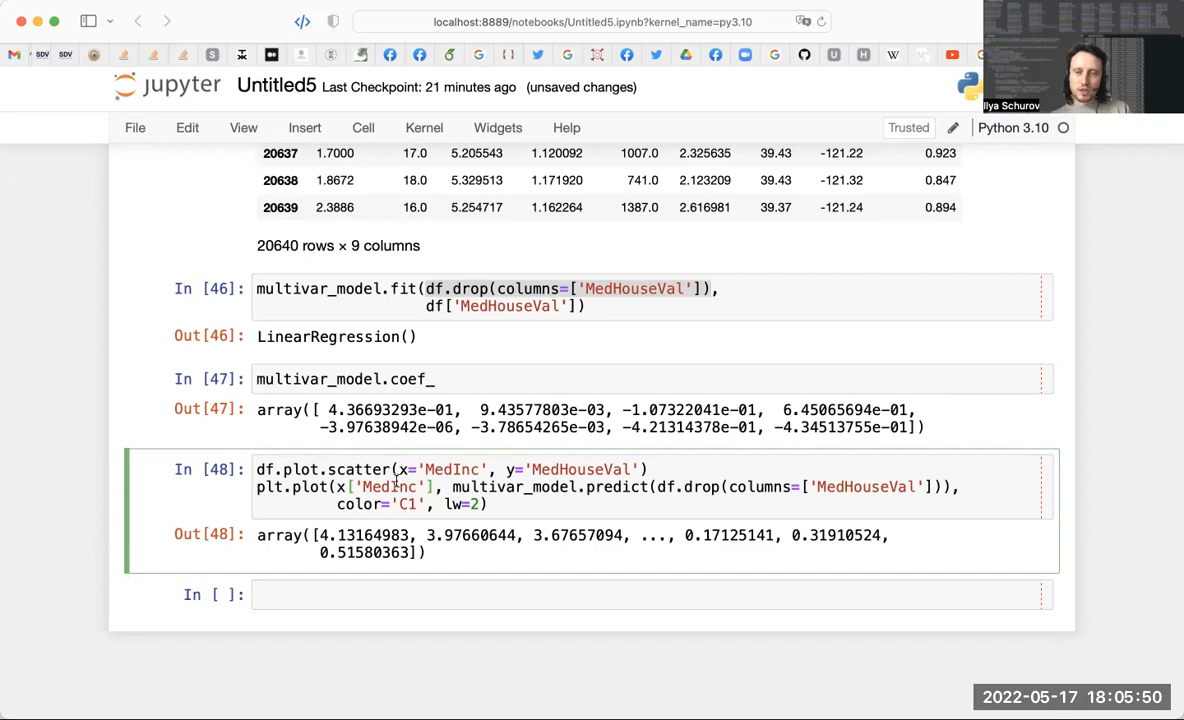 localhost:8889/notebooks/Untitled5.ipynb?kernel_name=py3.10
SDV SDV
Ilya Schurov
jupyter Untitled5 Last Checkpoint: 21 minutes ago (unsaved changes)
File Edit View Insert Cell Kernel Widgets Help Trusted Python 3.10
20637 1.7000 17.0 5.205543 1.120092 1007.0 2.325635 39.43 -121.22 0.923
20638 1.8672 18.0 5.329513 1.171920 741.0 2.123209 39.43 -121.32 0.847
20639 2.3886 16.0 5.254717 1.162264 1387.0 2.616981 39.37 -121.24 0.894
20640 rows × 9 columns
In [46]: multivar_model.fit(df.drop(columns=['MedHouseVal']),
df['MedHouseVal'])
Out[46]: LinearRegression()
In [47]: multivar_model.coef_
Out[47]: array([ 4.36693293e-01, 9.43577803e-03, -1.07322041e-01, 6.45065694e-01,
-3.97638942e-06, -3.78654265e-03, -4.21314378e-01, -4.34513755e-01])
In [48]: df.plot.scatter(x='MedInc', y='MedHouseVal')
plt.plot(x['MedInc'], multivar_model.predict(df.drop(columns=['MedHouseVal'])),
color='C1', lw=2)
Out[48]: array([4.13164983, 3.97660644, 3.67657094, ..., 0.17125141, 0.31910524,
0.51580363])
In [ ]:
2022-05-17 18:05:50